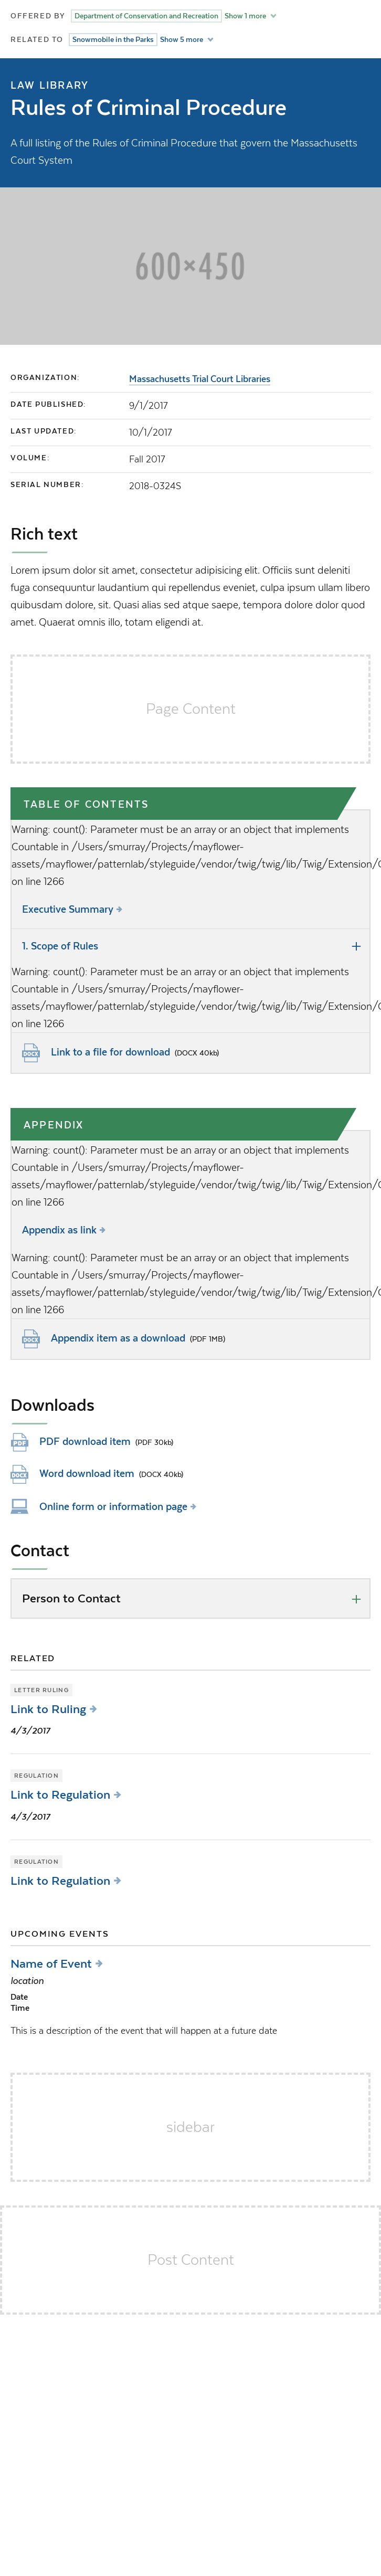 OFFERED BY Department of Conservation and Recreation Show 1 more
RELATED TO Snowmobile in the Parks Show 5 more
LAW LIBRARY
Rules of Criminal Procedure
A full listing of the Rules of Criminal Procedure that govern the Massachusetts
Court System
600×450
ORGANIZATION: Massachusetts Trial Court Libraries
DATE PUBLISHED: 9/1/2017
LAST UPDATED: 10/1/2017
VOLUME: Fall 2017
SERIAL NUMBER: 2018-0324S
Rich text
Lorem ipsum dolor sit amet, consectetur adipisicing elit. Officiis sunt deleniti
fuga consequuntur laudantium qui repellendus eveniet, culpa ipsum ullam libero
quibusdam dolore, sit. Quasi alias sed atque saepe, tempora dolore dolor quod
amet. Quaerat omnis illo, totam eligendi at.
Page Content
TABLE OF CONTENTS
Warning: count(): Parameter must be an array or an object that implements
Countable in /Users/smurray/Projects/mayflower-
assets/mayflower/patternlab/styleguide/vendor/twig/twig/lib/Twig/Extension/
on line 1266
Executive Summary
1. Scope of Rules
Warning: count(): Parameter must be an array or an object that implements
Countable in /Users/smurray/Projects/mayflower-
assets/mayflower/patternlab/styleguide/vendor/twig/twig/lib/Twig/Extension/
on line 1266
DOCX Link to a file for download (DOCX 40kb)
APPENDIX
Warning: count(): Parameter must be an array or an object that implements
Countable in /Users/smurray/Projects/mayflower-
assets/mayflower/patternlab/styleguide/vendor/twig/twig/lib/Twig/Extension/
on line 1266
Appendix as link
Warning: count(): Parameter must be an array or an object that implements
Countable in /Users/smurray/Projects/mayflower-
assets/mayflower/patternlab/styleguide/vendor/twig/twig/lib/Twig/Extension/
on line 1266
DOCX Appendix item as a download (PDF 1MB)
Downloads
PDF PDF download item (PDF 30kb)
DOCX Word download item (DOCX 40kb)
Online form or information page
Contact
Person to Contact
RELATED
LETTER RULING
Link to Ruling
4/3/2017
REGULATION
Link to Regulation
4/3/2017
REGULATION
Link to Regulation
UPCOMING EVENTS
Name of Event
location
Date
Time
This is a description of the event that will happen at a future date
sidebar
Post Content